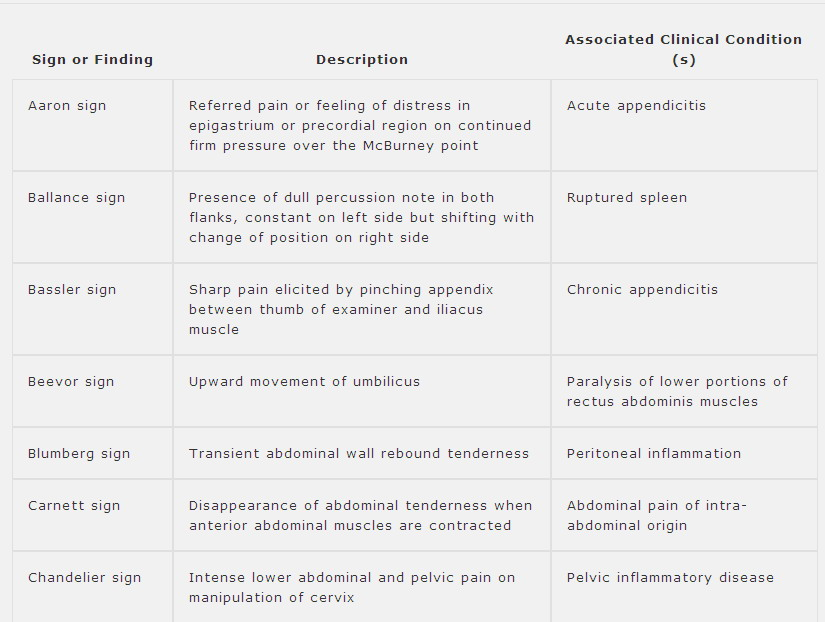 Sign or Finding
Description
Associated Clinical Condition
(s)
Aaron sign
Referred pain or feeling of distress in
epigastrium or precordial region on continued
firm pressure over the McBurney point
Acute appendicitis
Ballance sign
Presence of dull percussion note in both
flanks, constant on left side but shifting with
change of position on right side
Ruptured spleen
Bassler sign
Sharp pain elicited by pinching appendix
between thumb of examiner and iliacus
muscle
Chronic appendicitis
Beevor sign
Upward movement of umbilicus
Paralysis of lower portions of
rectus abdominis muscles
Blumberg sign
Transient abdominal wall rebound tenderness
Peritoneal inflammation
Carnett sign
Disappearance of abdominal tenderness when
anterior abdominal muscles are contracted
Abdominal pain of intra-
abdominal origin
Chandelier sign
Intense lower abdominal and pelvic pain on
manipulation of cervix
Pelvic inflammatory disease